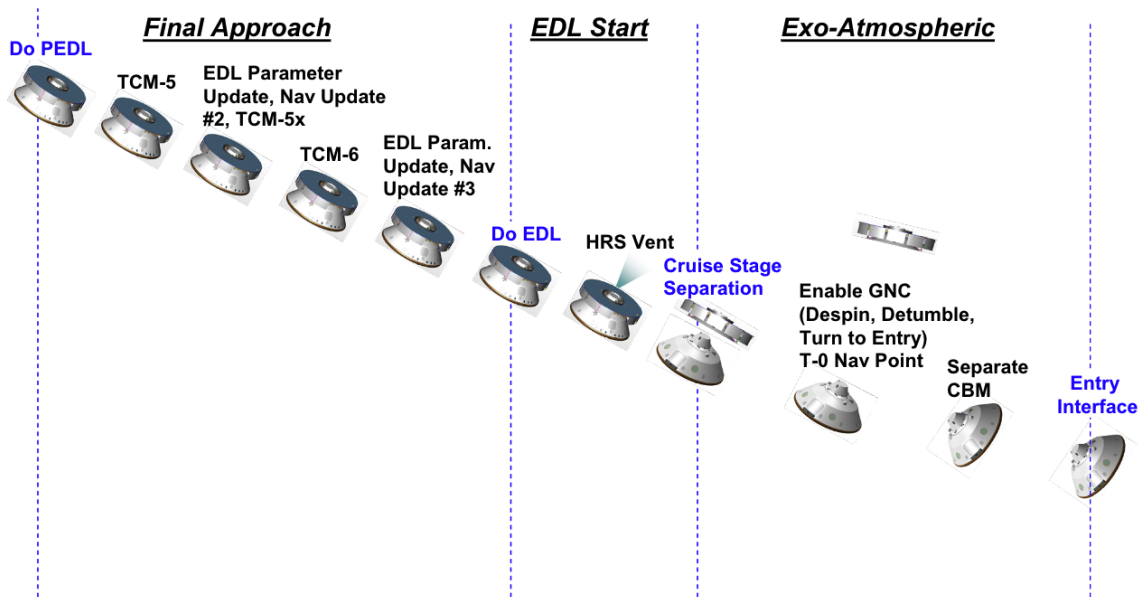 Final Approach
EDL Start
Exo-Atmospheric
Do PEDL
TCM-5
EDL Parameter
Update, Nav Update
#2, TCM-5x
TCM-6
EDL Param.
Update, Nav
Update #3
Do EDL
HRS Vent
Cruise Stage
Separation
Enable GNC
(Despin, Detumble,
Turn to Entry)
T-0 Nav Point
Separate
CBM
Entry
Interface